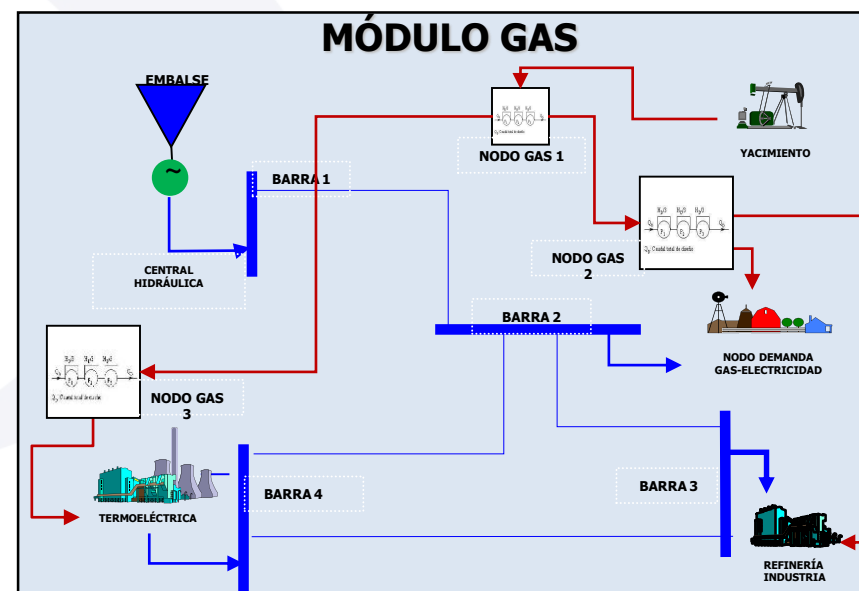 MÓDULO GAS
EMBALSE
~
NODO GAS 1
YACIMIENTO
BARRA 1
CENTRAL
HIDRÁULICA
NODO GAS
2
BARRA 2
NODO DEMANDA
GAS-ELECTRICIDAD
NODO GAS
3
BARRA 4
BARRA 3
TERMOELÉCTRICA
REFINERÍA
INDUSTRIA